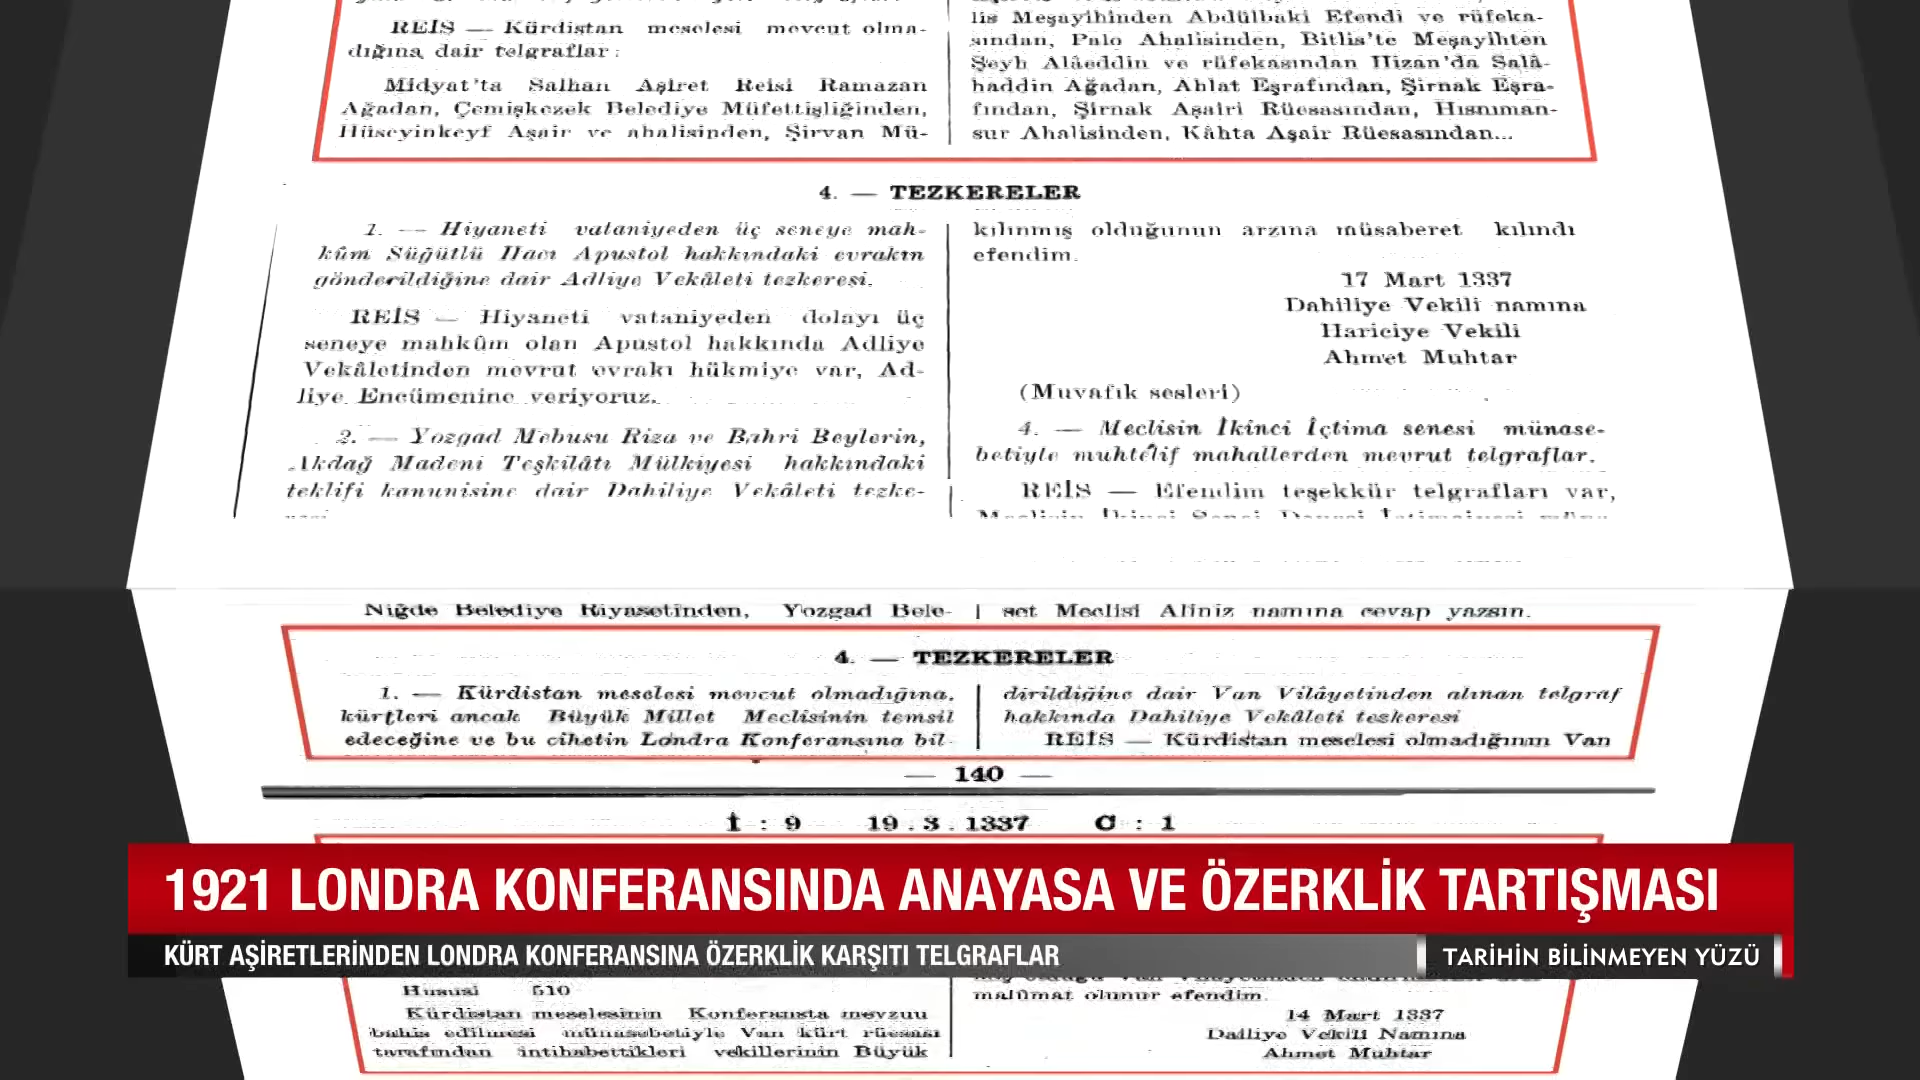 REİS — Kürdistan meselesi mevcut olma-
dığına dair telgraflar:
Midyat'ta Salhan Aşiret Reisi Ramazan
Ağadan, Çemişkezek Belediye Müfettişliğinden,
Hüseyinkeyf Aşair ve ahalisinden, Şirvan Mü-
lis Meşayihinden Abdülbaki Efendi ve rüfeka-
sından, Palo Ahalisinden, Bitlis'te Meşayihten
Şeyh Alâeddin ve rüfekasından Hizan'da Salâ-
haddin Ağadan, Ahlat Eşrafından, Şirnak Eşra-
fından, Şirnak Aşairi Rüesasından, Hısnıman-
sur Ahalisinden, Kâhta Aşair Rüesasından...
4. — TEZKERELER
1. — Hiyaneti vataniyeden üç seneye mah-
kûm Süğütlü Hacı Apustol hakkındaki evrakın
gönderildiğine dair Adliye Vekâleti tezkeresi.
REİS — Hiyaneti vataniyeden dolayı üç
seneye mahkûm olan Apustol hakkında Adliye
Vekâletinden mevrut evrakı hükmiye var, Ad-
liye Encümenine veriyoruz.
2. — Yozgad Mebusu Rıza ve Bahri Beylerin,
Akdağ Madeni Teşkilâtı Mülkiyesi hakkındaki
teklifi kanunisine dair Dahiliye Vekâleti tezke-
kılınmış olduğunun arzına müsaberet kılındı
efendim.
17 Mart 1337
Dahiliye Vekili namına
Hariciye Vekili
Ahmet Muhtar
(Muvafık sesleri)
4. — Meclisin İkinci İçtima senesi münase-
betiyle muhtelif mahallerden mevrut telgraflar.
REİS — Efendim teşekkür telgrafları var,
Niğde Belediye Riyasetinden, Yozgad Bele-
set Meclisi Aliniz namına cevap yazsın.
4. — TEZKERELER
1. — Kürdistan meselesi mevcut olmadığına,
kürtleri ancak Büyük Millet Meclisinin temsil
edeceğine ve bu cihetin Londra Konferansına bil-
dirildiğine dair Van Vilâyetinden alınan telgraf
hakkında Dahiliye Vekâleti teskeresi
REİS — Kürdistan meselesi olmadığının Van
— 140 —
İ : 9 19 . 3 . 1337 C : 1
1921 LONDRA KONFERANSINDA ANAYASA VE ÖZERKLİK TARTIŞMASI
KÜRT AŞİRETLERİNDEN LONDRA KONFERANSINA ÖZERKLİK KARŞITI TELGRAFLAR
TARİHİN BİLİNMEYEN YÜZÜ
Hususi 510
Kürdistan meselesinin Konferansta mevzuu
bahis edilmesi münasebetiyle Van kürt rüesası
tarafından intihabettikleri vekillerinin Büyük
malûmat olunur efendim.
14 Mart 1337
Dailiye Vekili Namına
Ahmet Muhtar